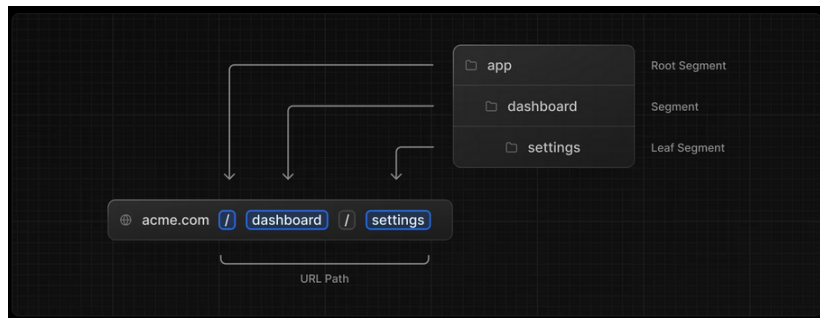 app
Root Segment
dashboard
Segment
settings
Leaf Segment
acme.com / dashboard / settings
URL Path